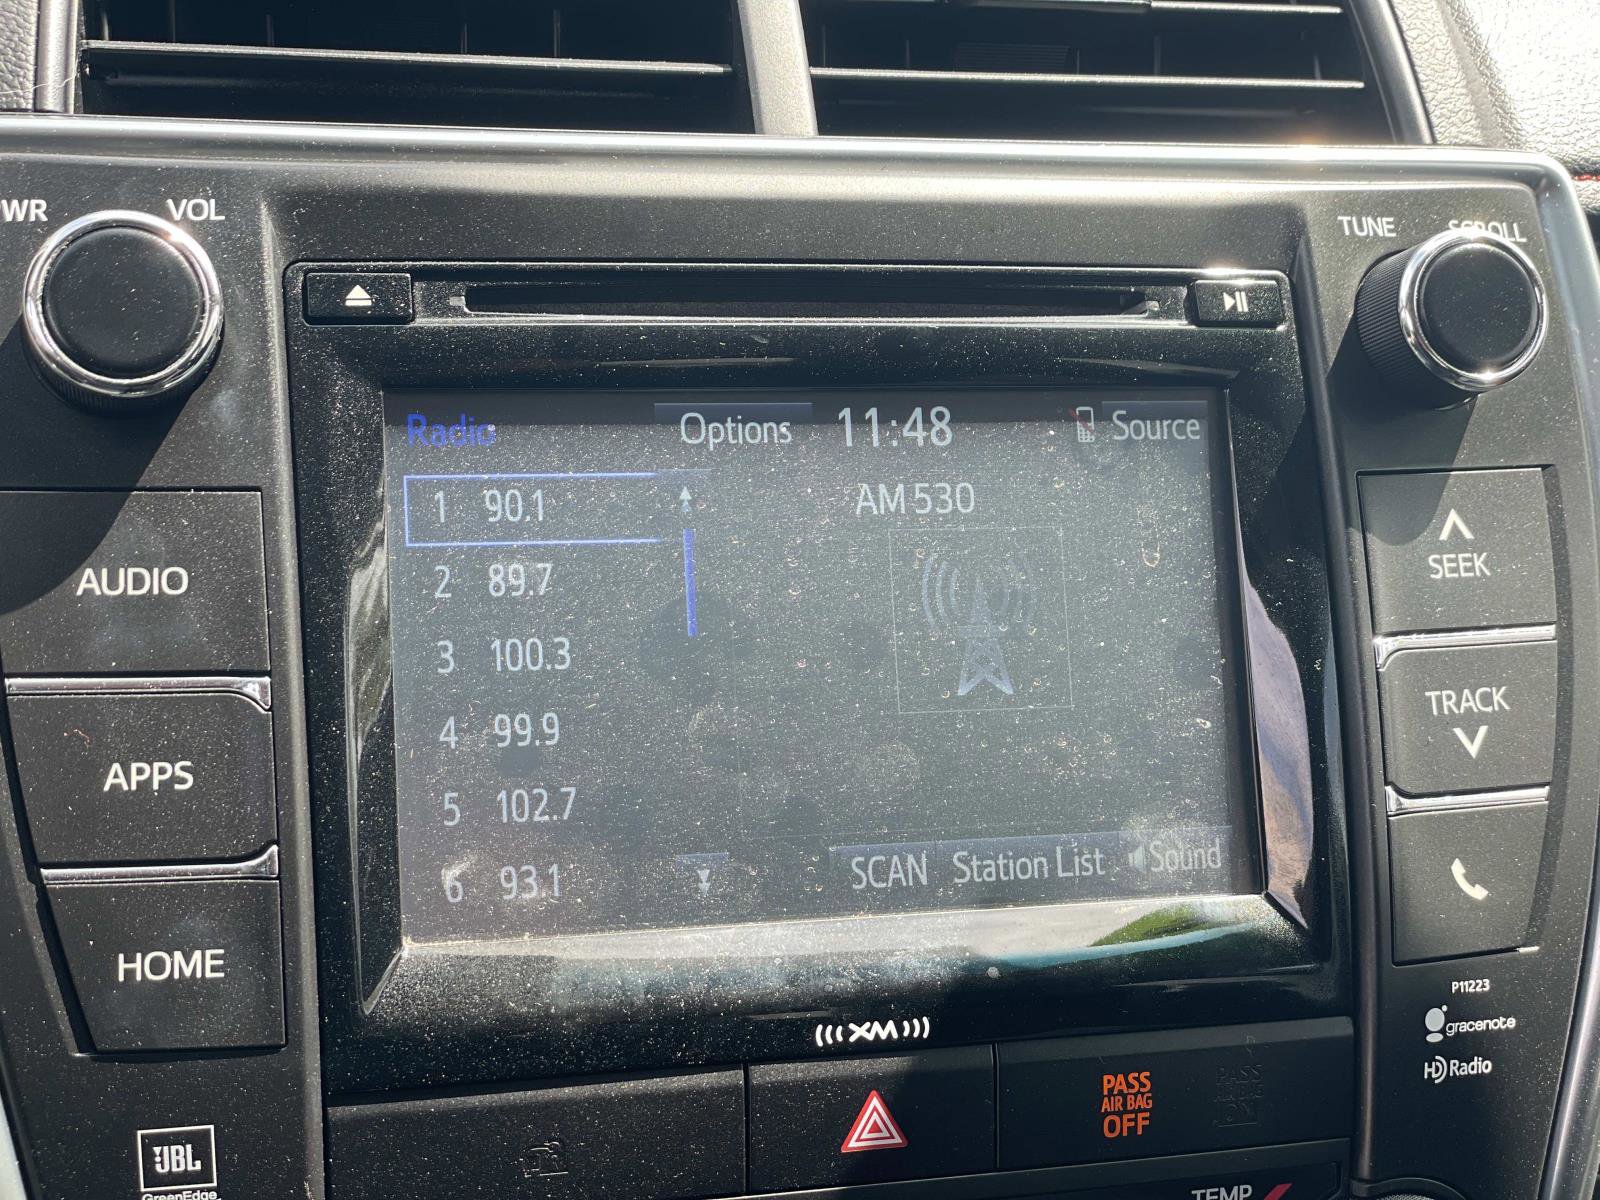 WR VOL
TUNE SCROLL
Radio Options 11:48 Source
1 90.1
AM 530
2 89.7
3 100.3
4 99.9
5 102.7
6 93.1
SCAN Station List Sound
AUDIO
APPS
HOME
SEEK
TRACK
XM
P11223
gracenote
HD Radio
PASS
AIR BAG
OFF
JBL
GreenEdge
TEMP